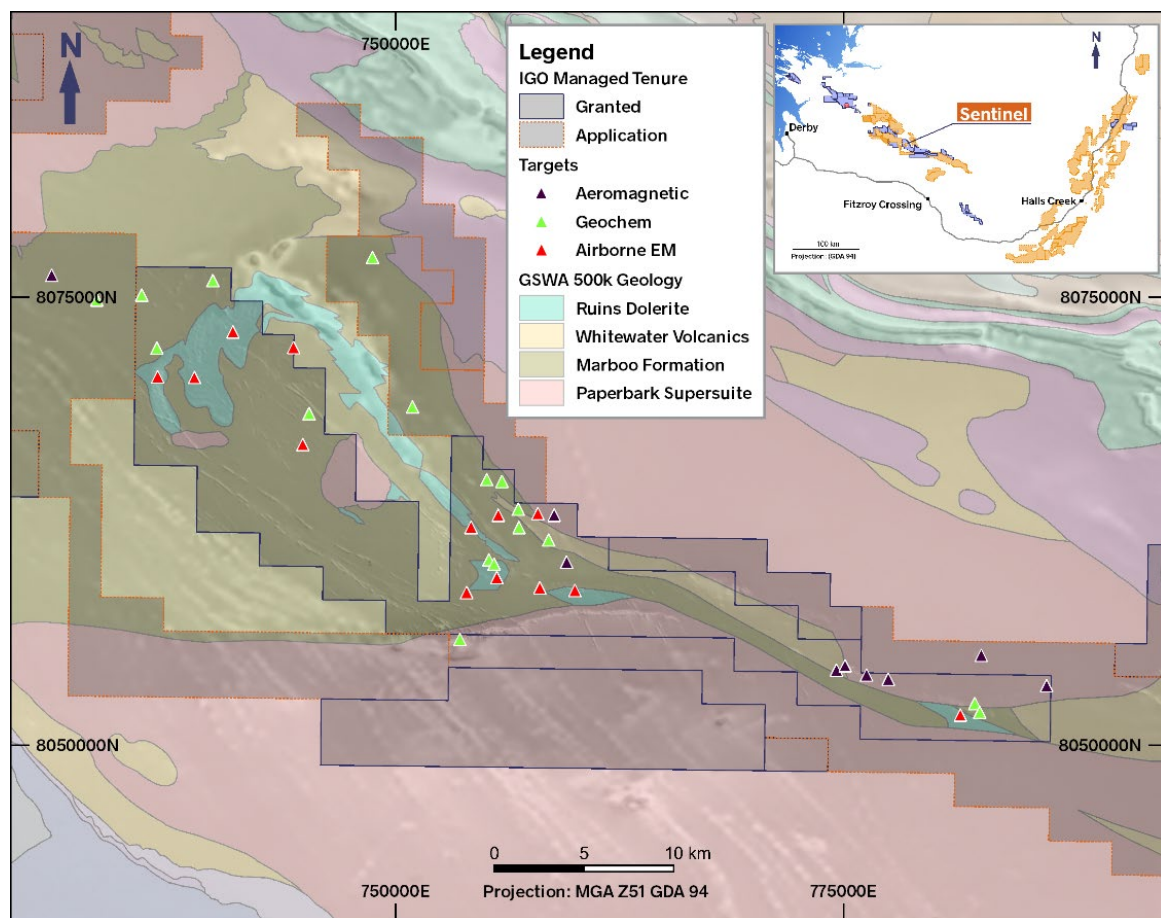 750000E
N
Legend
IGO Managed Tenure
Granted
Application
Targets
Aeromagnetic
Geochem
Airborne EM
GSWA 500k Geology
Ruins Dolerite
Whitewater Volcanics
Marboo Formation
Paperbark Supersuite
N
Sentinel
Derby
Fitzroy Crossing
Halls Creek
100 km
Projection: (GDA 94)
8075000N
8075000N
8050000N
8050000N
0 5 10 km
Projection: MGA Z51 GDA 94
750000E
775000E